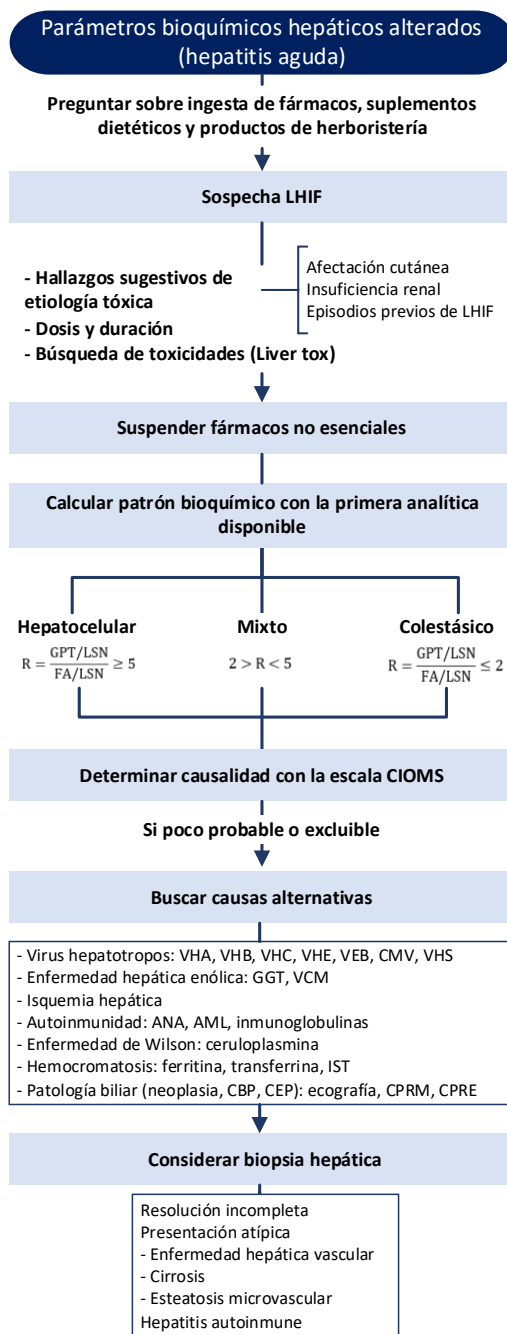 Parámetros bioquímicos hepáticos alterados
(hepatitis aguda)
Preguntar sobre ingesta de fármacos, suplementos
dietéticos y productos de herboristería
Sospecha LHIF
- Hallazgos sugestivos de
etiología tóxica
- Dosis y duración
- Búsqueda de toxicidades (Liver tox)
Afectación cutánea
Insuficiencia renal
Episodios previos de LHIF
Suspender fármacos no esenciales
Calcular patrón bioquímico con la primera analítica
disponible
Hepatocelular
R = GPT/LSN / FA/LSN ≥ 5
Mixto
2 > R < 5
Colestásico
R = GPT/LSN / FA/LSN ≤ 2
Determinar causalidad con la escala CIOMS
Si poco probable o excluible
Buscar causas alternativas
- Virus hepatotropos: VHA, VHB, VHC, VHE, VEB, CMV, VHS
- Enfermedad hepática enólica: GGT, VCM
- Isquemia hepática
- Autoinmunidad: ANA, AML, inmunoglobulinas
- Enfermedad de Wilson: ceruloplasmina
- Hemocromatosis: ferritina, transferrina, IST
- Patología biliar (neoplasia, CBP, CEP): ecografía, CPRM, CPRE
Considerar biopsia hepática
Resolución incompleta
Presentación atípica
- Enfermedad hepática vascular
- Cirrosis
- Esteatosis microvascular
Hepatitis autoinmune